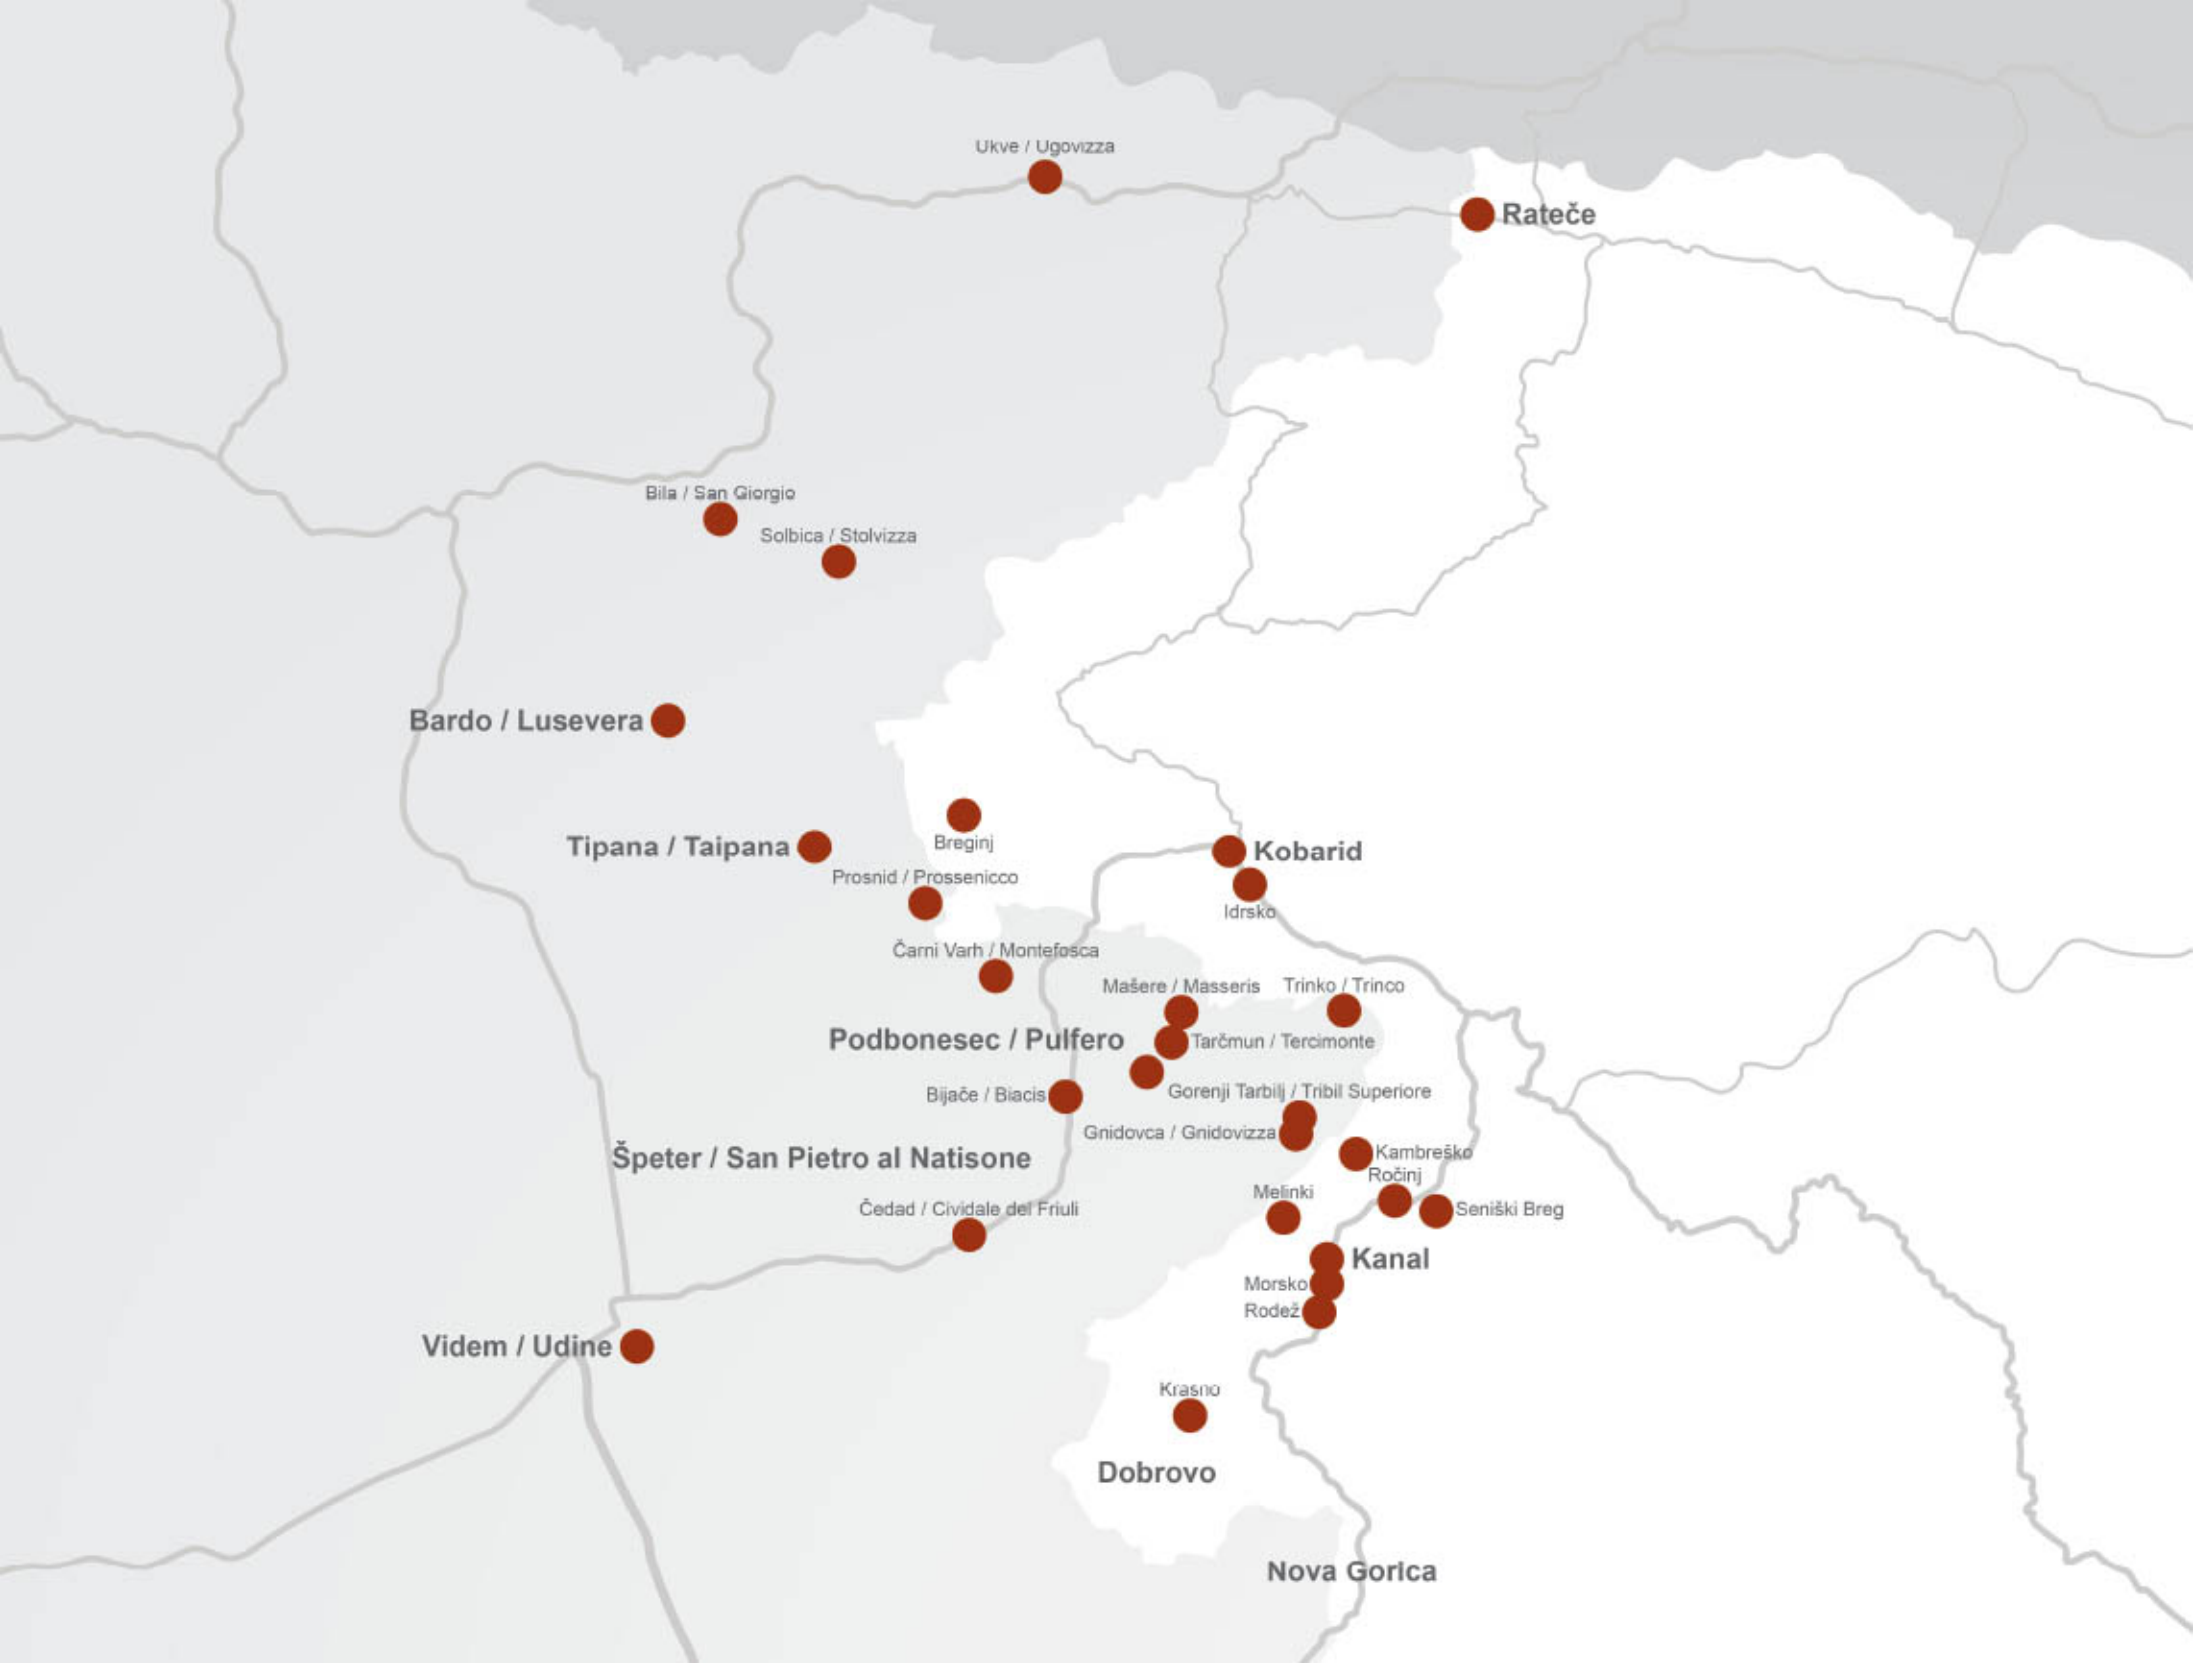 Ukve / Ugovizza
Rateče
Bila / San Giorgio
Solbica / Stolvizza
Bardo / Lusevera
Tipana / Taipana
Breginj
Kobarid
Prosnid / Prossenicco
Idrsko
Čarni Varh / Montefosca
Mašere / Masseris
Trinko / Trinco
Podbonesec / Pulfero
Tarčmun / Tercimonte
Bijače / Biacis
Gorenji Tarbilj / Tribil Superiore
Gnidovca / Gnidovizza
Kambreško
Špeter / San Pietro al Natisone
Ročinj
Melinki
Čedad / Cividale del Friuli
Seniški Breg
Kanal
Morsko
Rodež
Videm / Udine
Krasno
Dobrovo
Nova Gorica